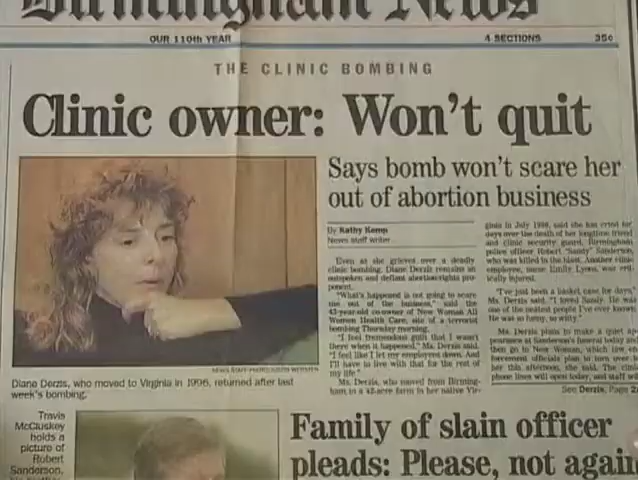 Birmingham News
OUR 110th YEAR
4 SECTIONS
35¢
THE CLINIC BOMBING
Clinic owner: Won't quit
Says bomb won't scare her
out of abortion business
By Kathy Kemp
News staff writer
Even as she grieves over a deadly
clinic bombing, Diane Derzis remains an
outspoken and defiant abortion-rights pro-
ponent.
"What's happened is not going to scare
me out of the business," said the
43-year-old co-owner of New Woman All
Women Health Care, site of a terrorist
bombing Thursday morning.
"I feel tremendous guilt that I wasn't
there when it happened," Ms. Derzis said.
"I feel like I let my employees down. And
I'll have to live with that for the rest of
my life."
Ms. Derzis, who moved from Birming-
ham to a 42-acre farm in her native Vir-
ginia in July 1996, said she has cried for
days over the death of her longtime friend
and clinic security guard, Birmingham
police officer Robert "Sandy" Sanderson,
who was killed in the blast. Another clinic
employee, nurse Emily Lyons, was crit-
ically injured.
"I've just been a basket case for days,"
Ms. Derzis said. "I loved Sandy. He was
one of the neatest people I've ever known.
He was so funny, so witty."
Ms. Derzis plans to make a quiet ap-
pearance at Sanderson's funeral today and
then go to New Woman, which law en-
forcement officials plan to turn over to
her this afternoon, she said. The clinic
phone lines will open today, and staff wi
See Derzis, Page 2
Diane Derzis, who moved to Virginia in 1996, returned after last
week's bombing.
Travis
McCluskey
holds a
picture of
Robert
Sanderson,
Family of slain officer
pleads: Please, not again